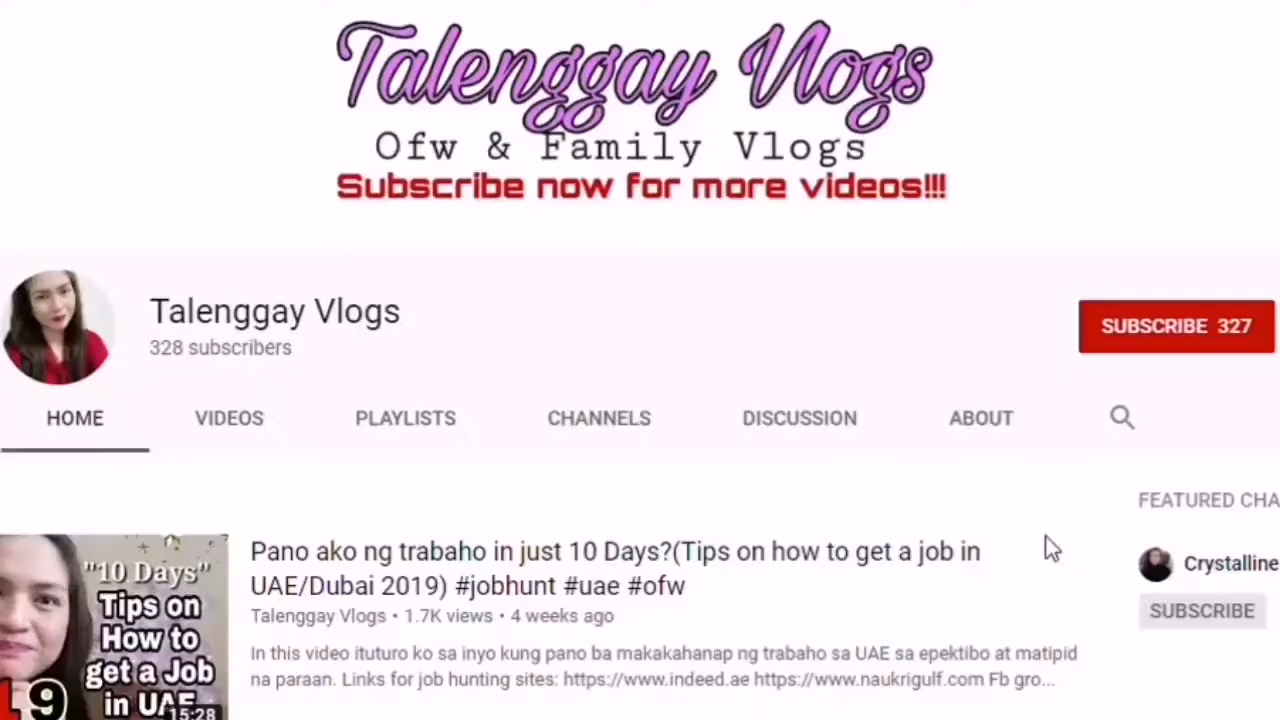 Talenggay Vlogs
Ofw & Family Vlogs
Subscribe now for more videos!!!
Talenggay Vlogs
328 subscribers
SUBSCRIBE 327
HOME VIDEOS PLAYLISTS CHANNELS DISCUSSION ABOUT
FEATURED CHA
"10 Days"
Tips on
How to
get a Job
in UAE
19
15:28
Pano ako ng trabaho in just 10 Days?(Tips on how to get a job in
UAE/Dubai 2019) #jobhunt #uae #ofw
Talenggay Vlogs • 1.7K views • 4 weeks ago
In this video ituturo ko sa inyo kung pano ba makakahanap ng trabaho sa UAE sa epektibo at matipid
na paraan. Links for job hunting sites: https://www.indeed.ae https://www.naukrigulf.com Fb gro...
Crystalline
SUBSCRIBE